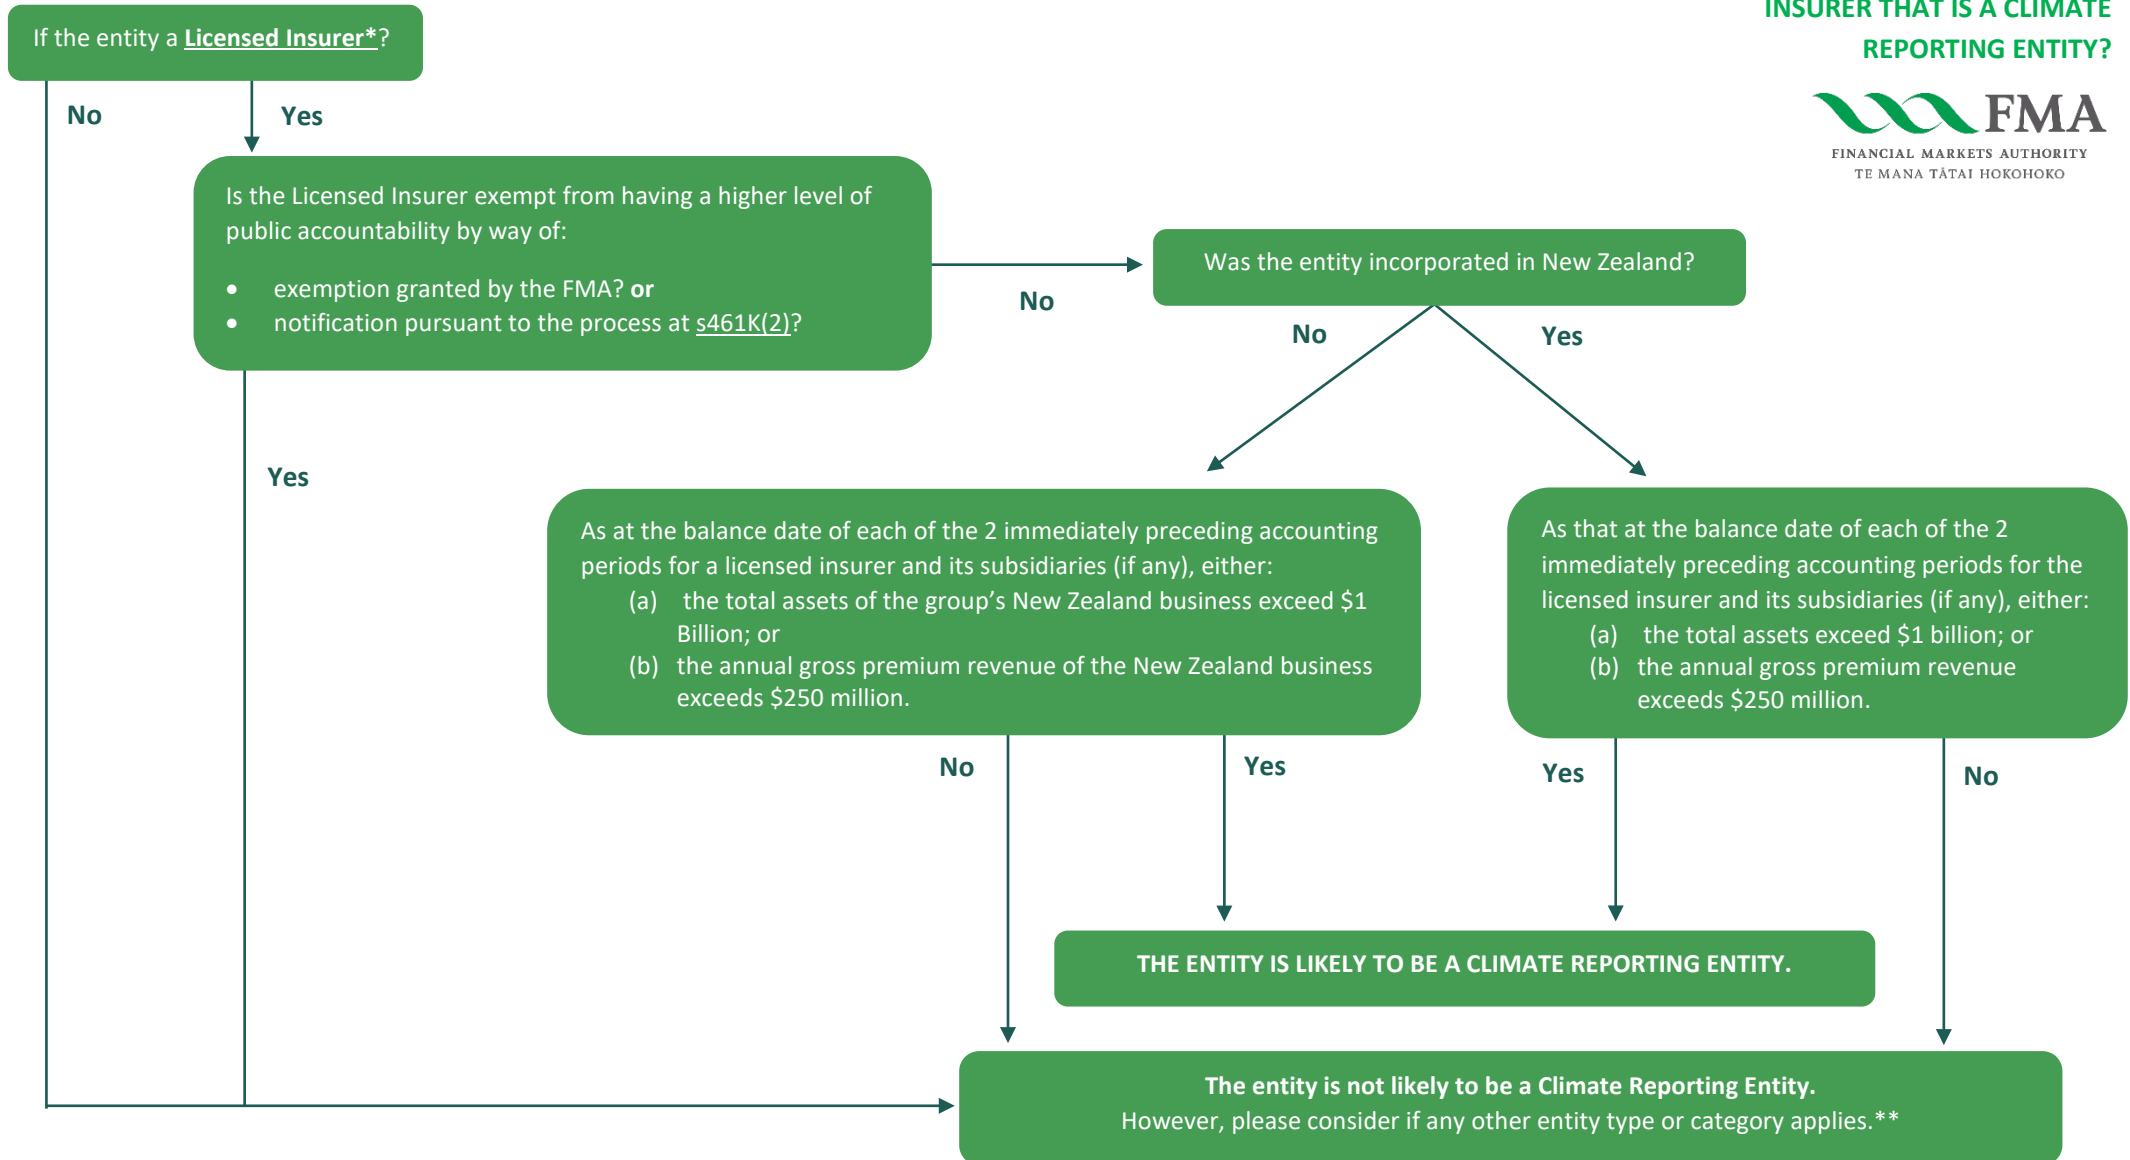 INSURER THAT IS A CLIMATE
REPORTING ENTITY?
FMA
FINANCIAL MARKETS AUTHORITY
TE MANA TĀTAI HOKOHOKO
If the entity a Licensed Insurer*?
No
Yes
Is the Licensed Insurer exempt from having a higher level of
public accountability by way of:
• exemption granted by the FMA? or
• notification pursuant to the process at s461K(2)?
No
Yes
Was the entity incorporated in New Zealand?
No
Yes
As at the balance date of each of the 2 immediately preceding accounting
periods for a licensed insurer and its subsidiaries (if any), either:
(a) the total assets of the group’s New Zealand business exceed $1
Billion; or
(b) the annual gross premium revenue of the New Zealand business
exceeds $250 million.
No
Yes
As that at the balance date of each of the 2
immediately preceding accounting periods for the
licensed insurer and its subsidiaries (if any), either:
(a) the total assets exceed $1 billion; or
(b) the annual gross premium revenue
exceeds $250 million.
Yes
No
THE ENTITY IS LIKELY TO BE A CLIMATE REPORTING ENTITY.
The entity is not likely to be a Climate Reporting Entity.
However, please consider if any other entity type or category applies.**